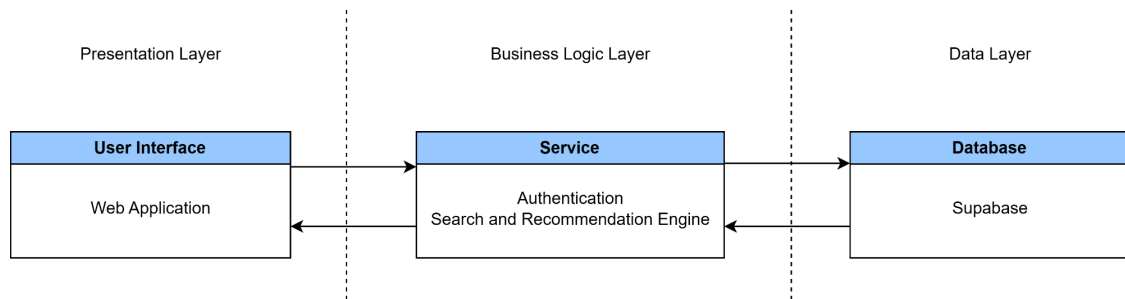 Presentation Layer
Business Logic Layer
Data Layer
User Interface
Web Application
Service
Authentication
Search and Recommendation Engine
Database
Supabase